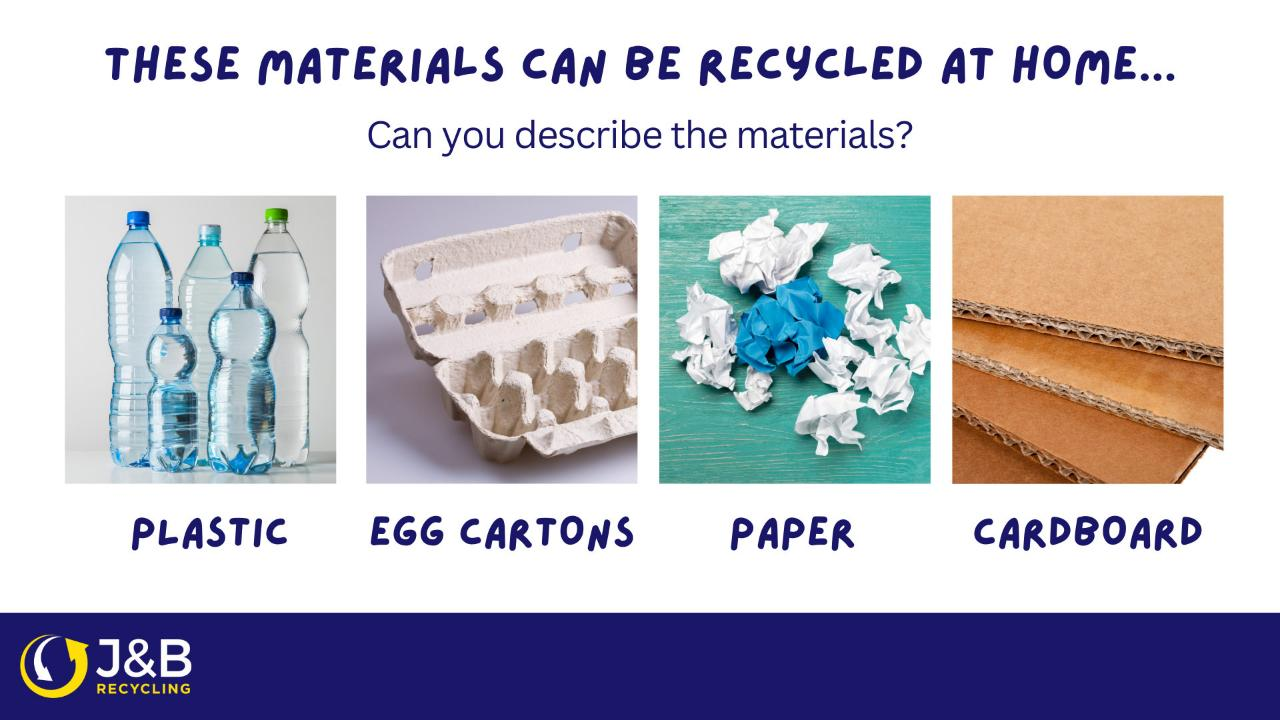 THESE MATERIALS CAN BE RECYCLED AT HOME...
Can you describe the materials?
PLASTIC
EGG CARTONS
PAPER
CARDBOARD
J&B
RECYCLING